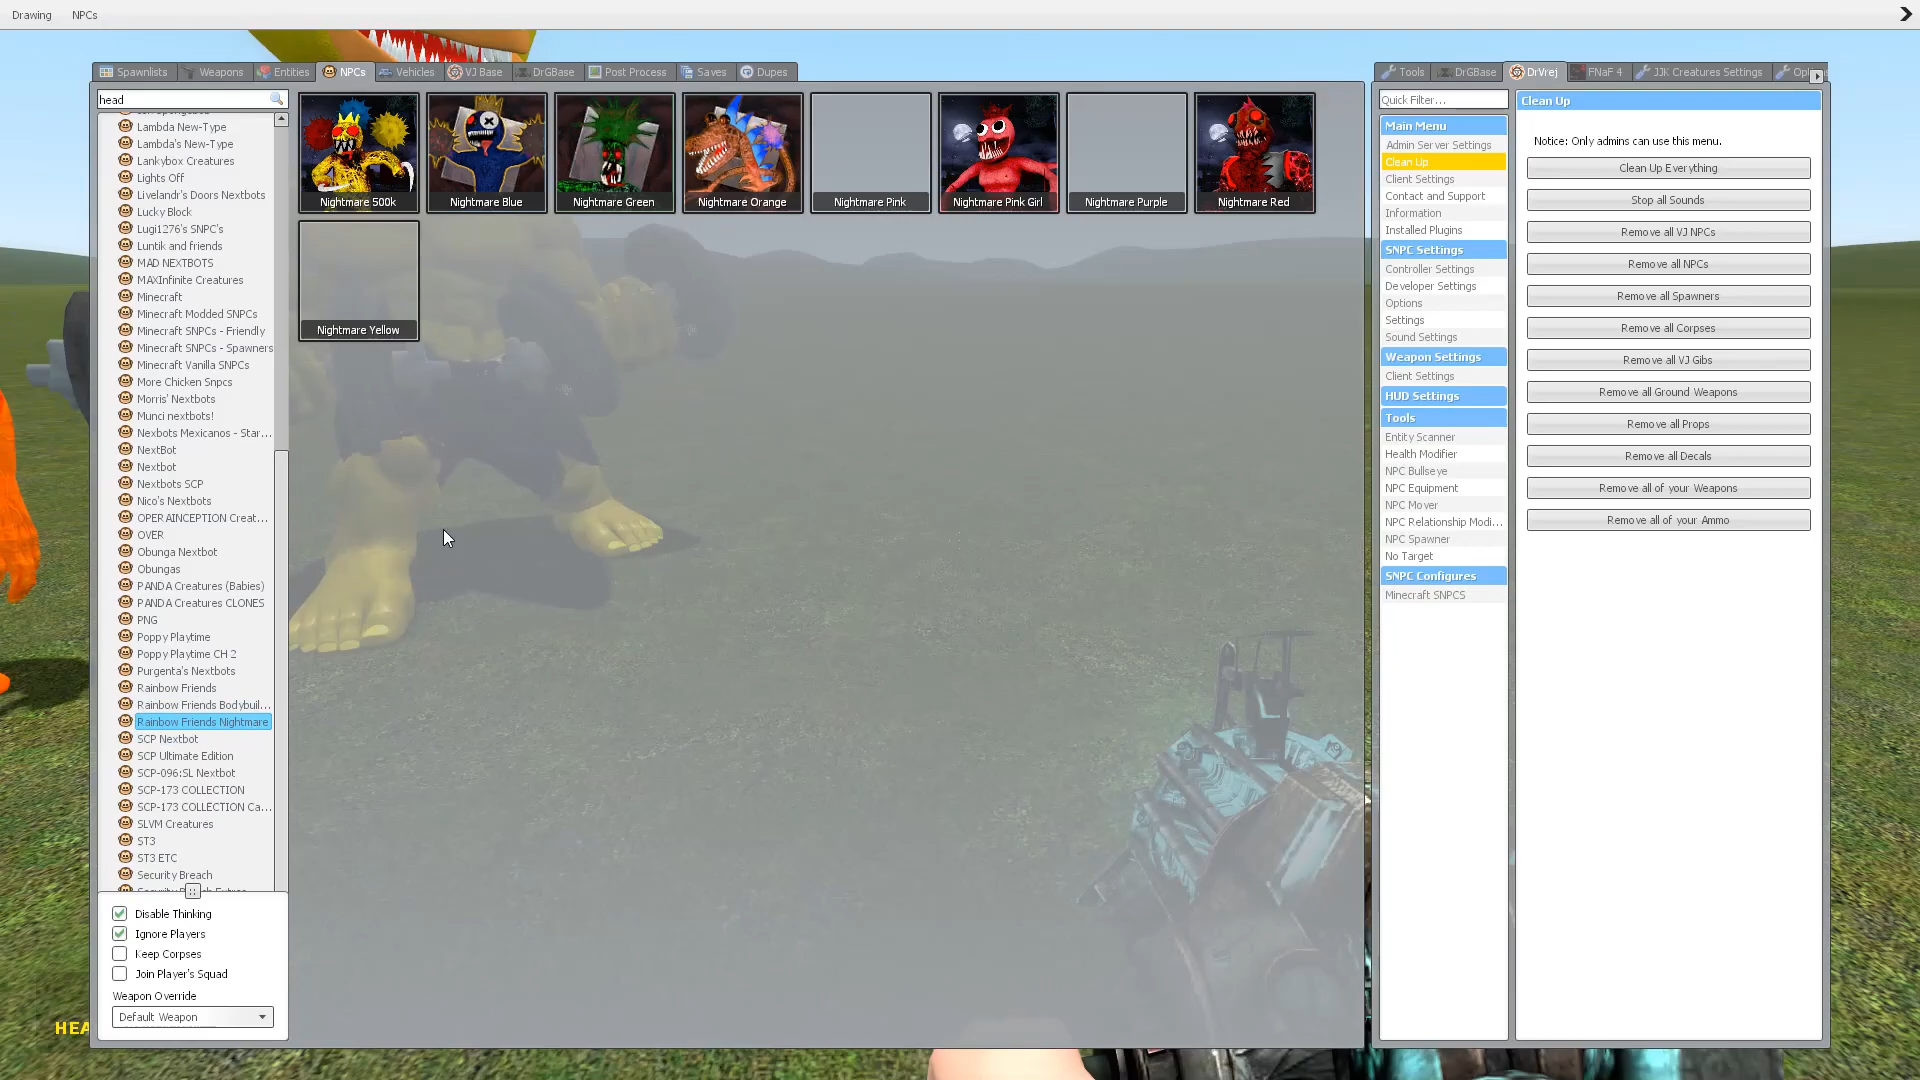 Drawing NPCs
Spawnlists Weapons Entities NPCs Vehicles VJ Base DrGBase Post Process Saves Dupes
head
Lambda New-Type
Lambda's New-Type
Lankybox Creatures
Lights Off
Livelandr's Doors Nextbots
Lucky Block
Lugi1276's SNPC's
Luntik and friends
MAD NEXTBOTS
MAXInfinite Creatures
Minecraft
Minecraft Modded SNPCs
Minecraft SNPCs - Friendly
Minecraft SNPCs - Spawners
Minecraft Vanilla SNPCs
More Chicken Snpcs
Morris' Nextbots
Munci nextbots!
Nexbots Mexicanos - Star...
NextBot
Nextbot
Nextbots SCP
Nico's Nextbots
OPERAINCEPTION Creat...
OVER
Obunga Nextbot
Obungas
PANDA Creatures (Babies)
PANDA Creatures CLONES
PNG
Poppy Playtime
Poppy Playtime CH 2
Purgenta's Nextbots
Rainbow Friends
Rainbow Friends Bodybuil...
Rainbow Friends Nightmare
SCP Nextbot
SCP Ultimate Edition
SCP-096:SL Nextbot
SCP-173 COLLECTION
SCP-173 COLLECTION Ca...
SLVM Creatures
ST3
ST3 ETC
Security Breach
Disable Thinking
Ignore Players
Keep Corpses
Join Player's Squad
Weapon Override
Default Weapon
HEA
Nightmare 500k
Nightmare Blue
Nightmare Green
Nightmare Orange
Nightmare Pink
Nightmare Pink Girl
Nightmare Purple
Nightmare Red
Nightmare Yellow
Tools DrGBase DrVrej FNaF 4 JJK Creatures Settings
Quick Filter...
Main Menu
Admin Server Settings
Clean Up
Client Settings
Contact and Support
Information
Installed Plugins
SNPC Settings
Controller Settings
Developer Settings
Options
Settings
Sound Settings
Weapon Settings
Client Settings
HUD Settings
Tools
Entity Scanner
Health Modifier
NPC Bullseye
NPC Equipment
NPC Mover
NPC Relationship Modi...
NPC Spawner
No Target
SNPC Configures
Minecraft SNPCS
Clean Up
Notice: Only admins can use this menu.
Clean Up Everything
Stop all Sounds
Remove all VJ NPCs
Remove all NPCs
Remove all Spawners
Remove all Corpses
Remove all VJ Gibs
Remove all Ground Weapons
Remove all Props
Remove all Decals
Remove all of your Weapons
Remove all of your Ammo